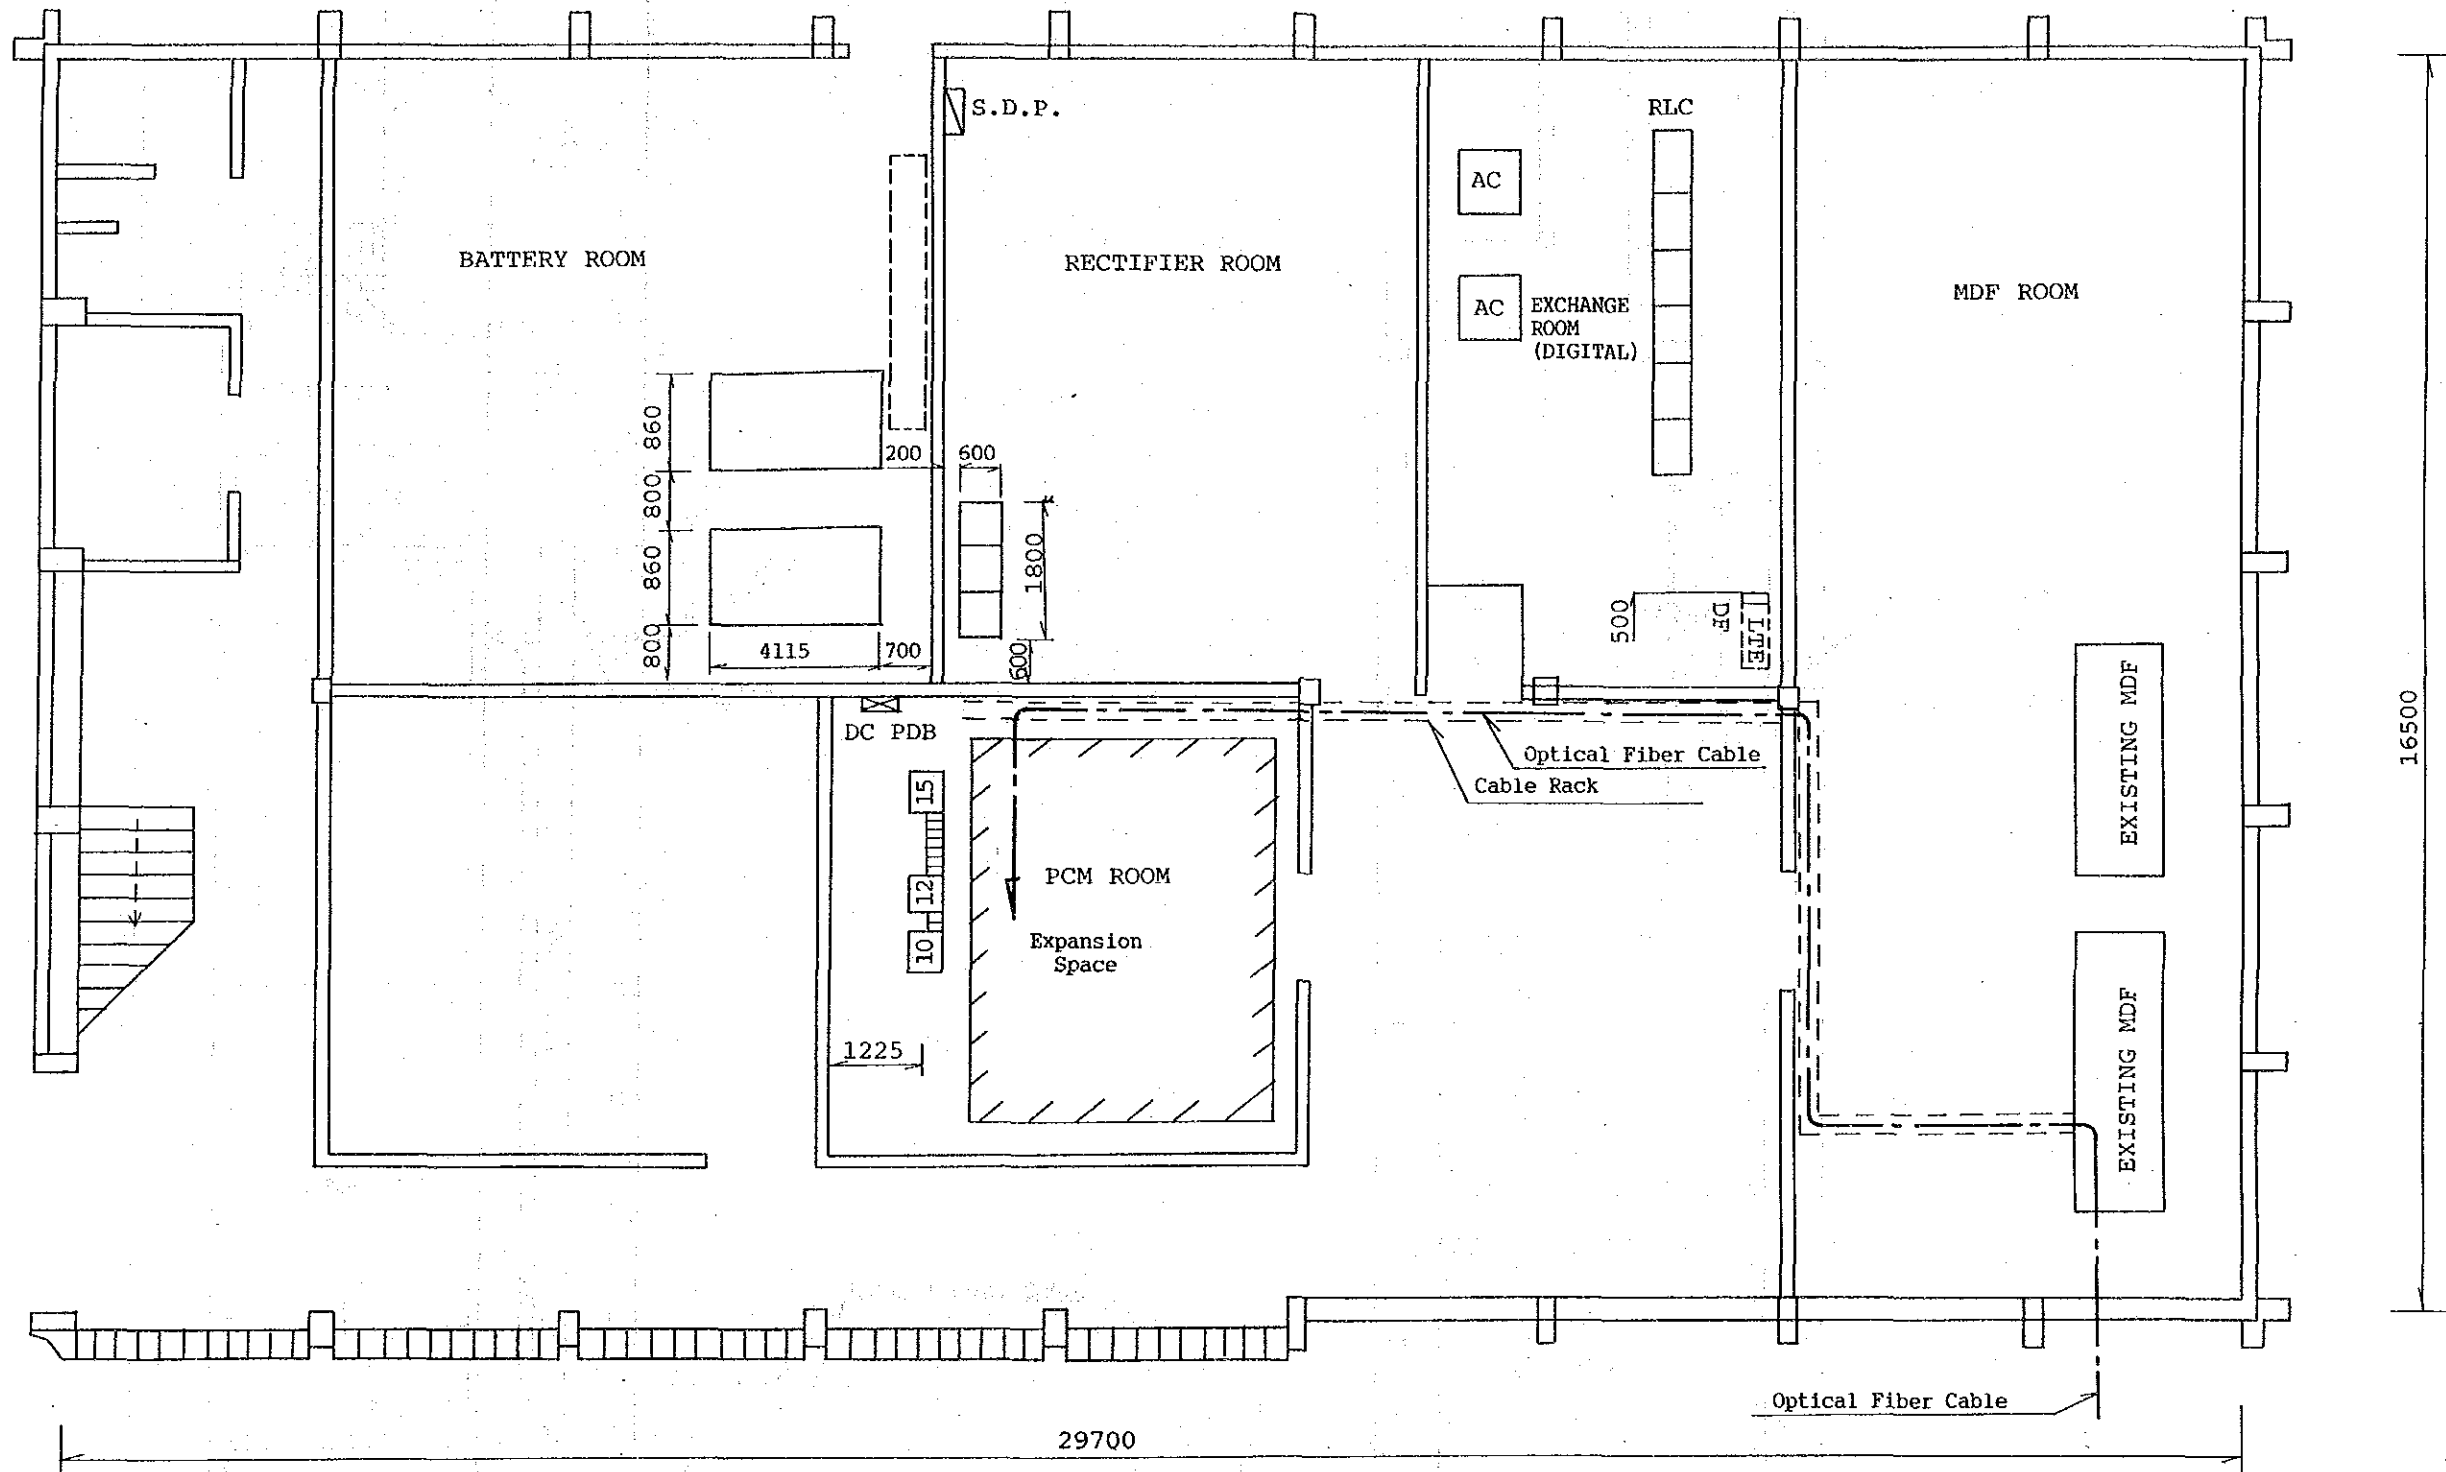 S.D.P.
RLC
AC
BATTERY ROOM
RECTIFIER ROOM
MDF ROOM
AC
EXCHANGE
ROOM
(DIGITAL)
860
200
600
800
1800
860
500
DF
LTE
800
4115
700
600
DC PDB
Optical Fiber Cable
Cable Rack
EXISTING MDF
16500
15
12
10
PCM ROOM
Expansion
Space
1225
EXISTING MDF
Optical Fiber Cable
29700